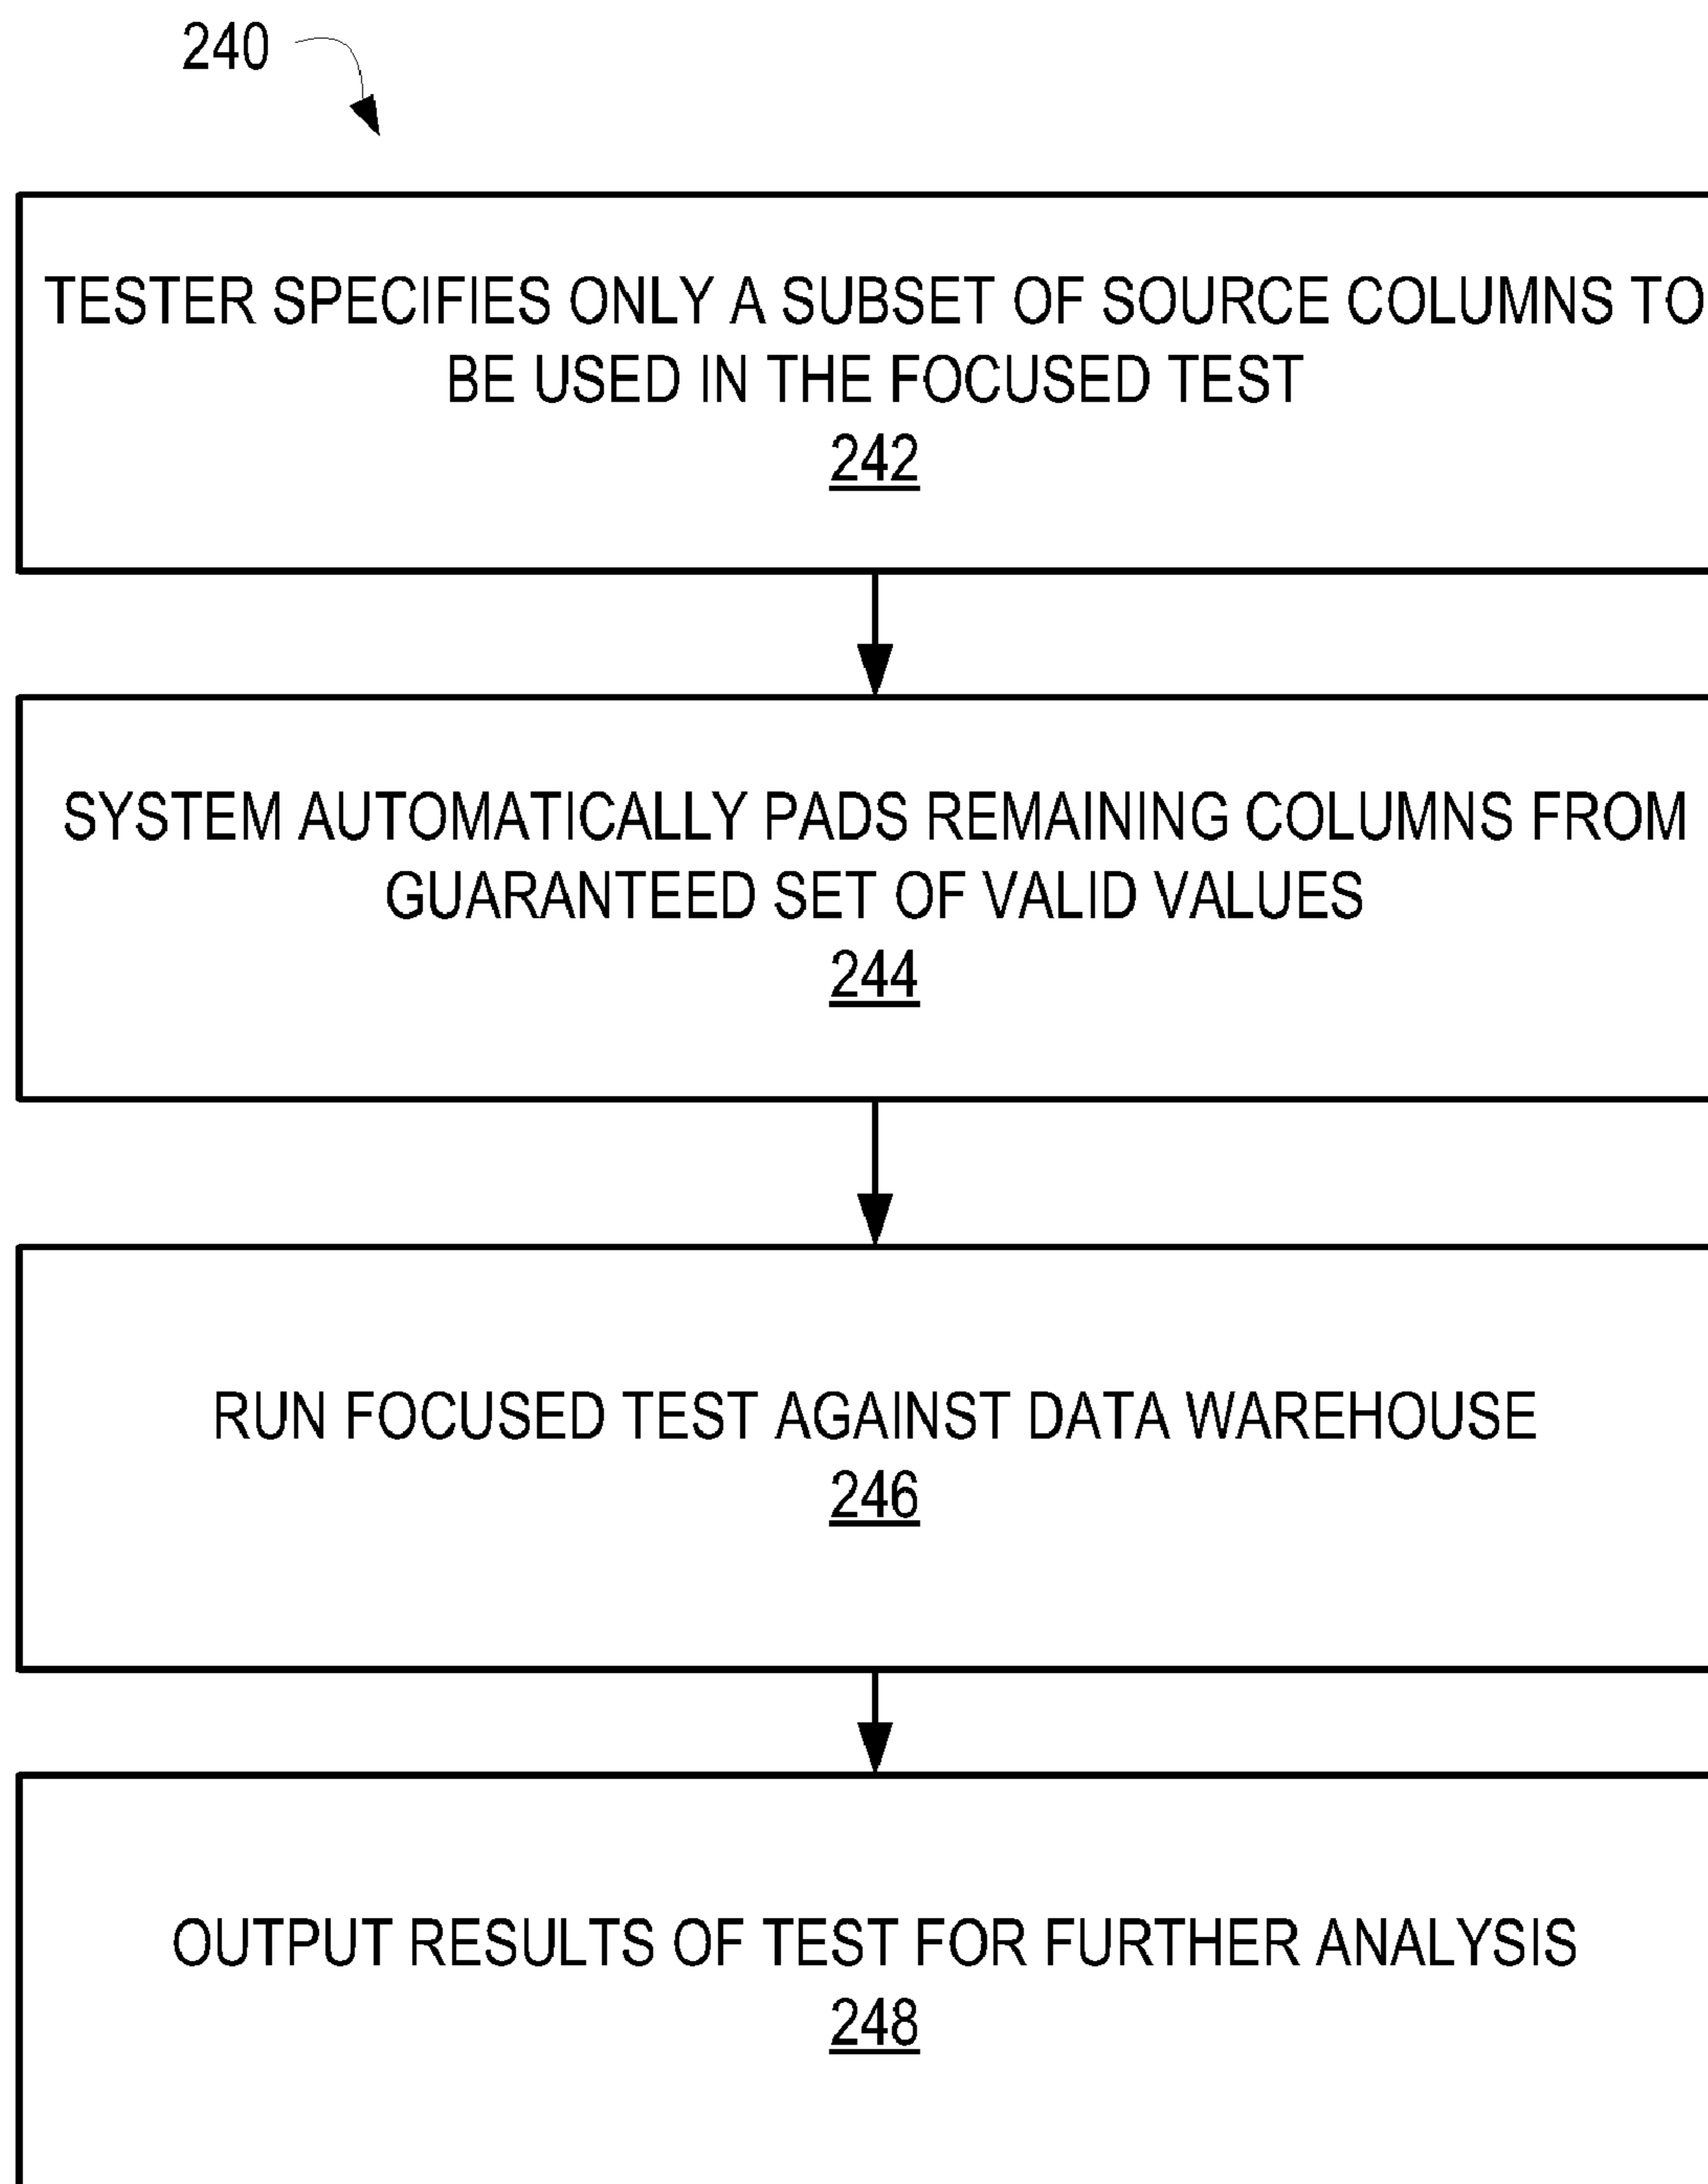 240
TESTER SPECIFIES ONLY A SUBSET OF SOURCE COLUMNS TO
BE USED IN THE FOCUSED TEST
242
SYSTEM AUTOMATICALLY PADS REMAINING COLUMNS FROM
GUARANTEED SET OF VALID VALUES
244
RUN FOCUSED TEST AGAINST DATA WAREHOUSE
246
OUTPUT RESULTS OF TEST FOR FURTHER ANALYSIS
248